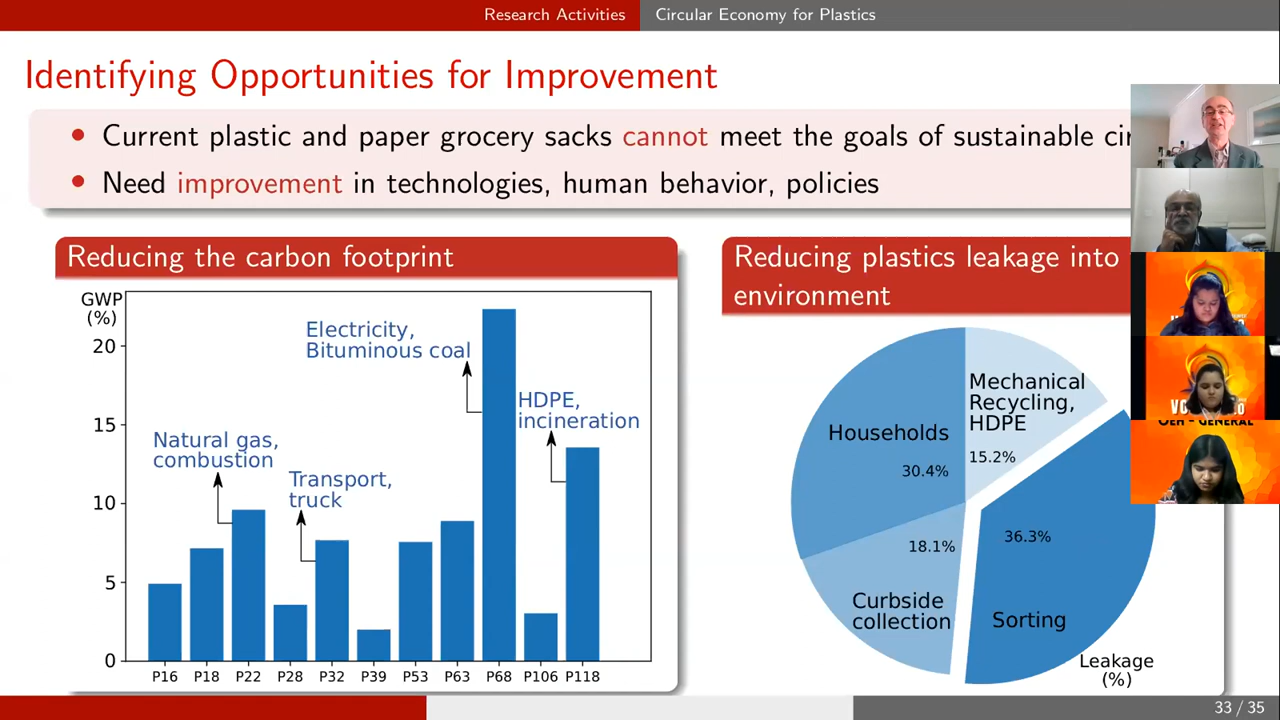 Research Activities
Circular Economy for Plastics
Identifying Opportunities for Improvement
Current plastic and paper grocery sacks cannot meet the goals of sustainable
Need improvement in technologies, human behavior, policies
Reducing the carbon footprint
GWP
(%)
20
15
10
5
0
Natural gas,
combustion
Transport,
truck
Electricity,
Bituminous coal
HDPE,
incineration
P16 P18 P22 P28 P32 P39 P53 P63 P68 P106 P118
Reducing plastics leakage into
environment
Mechanical
Recycling,
HDPE
15.2%
Households
30.4%
36.3%
Sorting
18.1%
Curbside
collection
Leakage
(%)
GENERAL
33 / 35